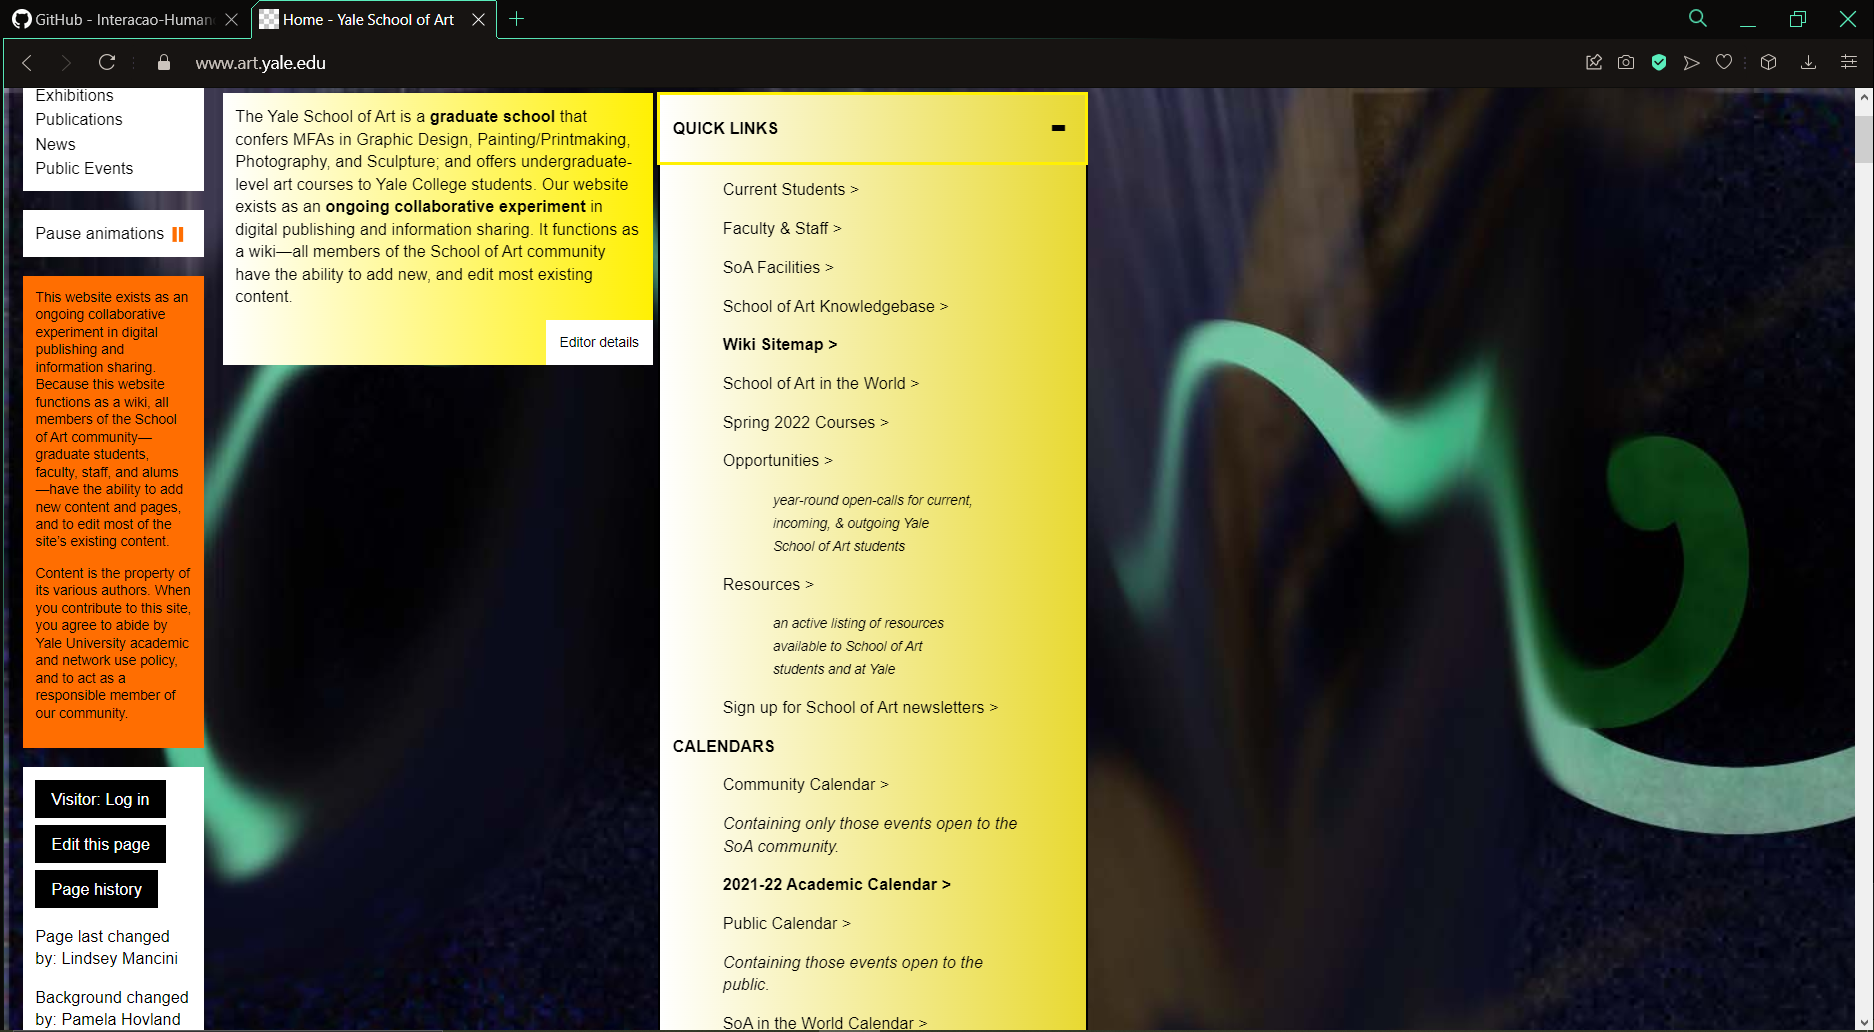 GitHub - Interacao-Human
Home - Yale School of Art
www.art.yale.edu
Exhibitions
Publications
News
Public Events
Pause animations
This website exists as an
ongoing collaborative
experiment in digital
publishing and
information sharing.
Because this website
functions as a wiki, all
members of the School
of Art community—
graduate students,
faculty, staff, and alums
—have the ability to add
new content and pages,
and to edit most of the
site's existing content.
Content is the property of
its various authors. When
you contribute to this site,
you agree to abide by
Yale University academic
and network use policy,
and to act as a
responsible member of
our community.
Visitor: Log in
Edit this page
Page history
Page last changed
by: Lindsey Mancini
Background changed
by: Pamela Hovland
The Yale School of Art is a graduate school that
confers MFAs in Graphic Design, Painting/Printmaking,
Photography, and Sculpture; and offers undergraduate-
level art courses to Yale College students. Our website
exists as an ongoing collaborative experiment in
digital publishing and information sharing. It functions as
a wiki—all members of the School of Art community
have the ability to add new, and edit most existing
content.
Editor details
QUICK LINKS
Current Students >
Faculty & Staff >
SoA Facilities >
School of Art Knowledgebase >
Wiki Sitemap >
School of Art in the World >
Spring 2022 Courses >
Opportunities >
year-round open-calls for current,
incoming, & outgoing Yale
School of Art students
Resources >
an active listing of resources
available to School of Art
students and at Yale
Sign up for School of Art newsletters >
CALENDARS
Community Calendar >
Containing only those events open to the
SoA community.
2021-22 Academic Calendar >
Public Calendar >
Containing those events open to the
public.
SoA in the World Calendar >